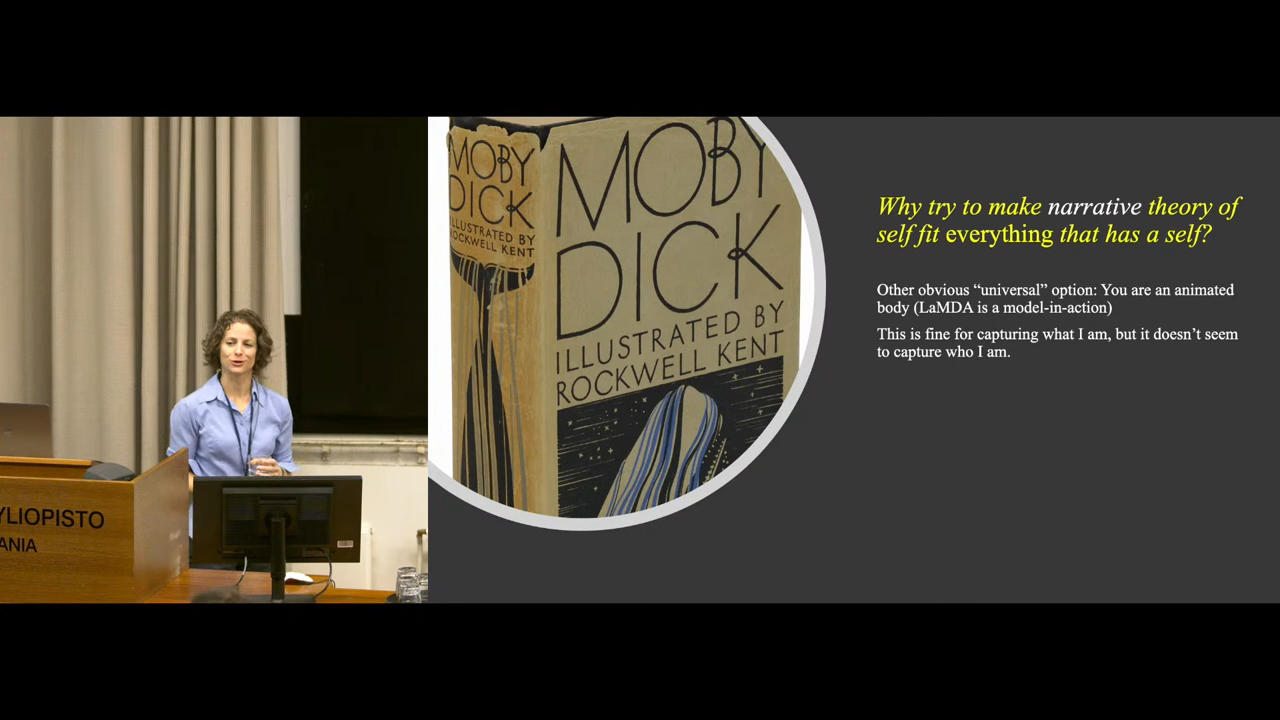 YLIOPISTO
ANIA
MOBY
DICK
ILLUSTRATED BY
ROCKWELL KENT
MOBY
DICK
ILLUSTRATED BY
ROCKWELL KENT
Why try to make narrative theory of
self fit everything that has a self?
Other obvious “universal” option: You are an animated
body (LaMDA is a model-in-action)
This is fine for capturing what I am, but it doesn’t seem
to capture who I am.